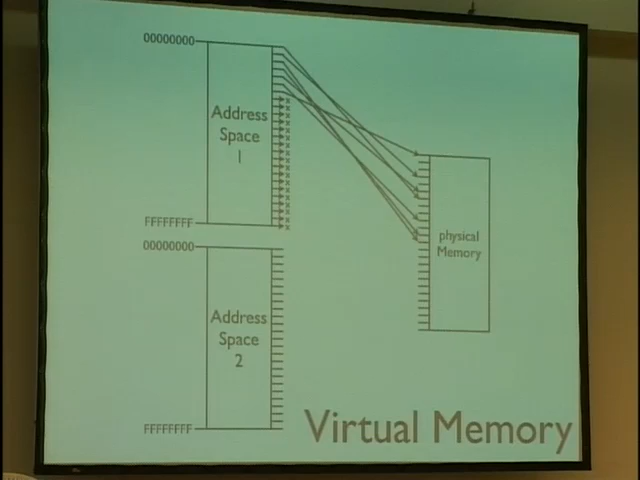 00000000
Address
Space
1
FFFFFFFF
00000000
Address
Space
2
FFFFFFFF
physical
Memory
Virtual Memory